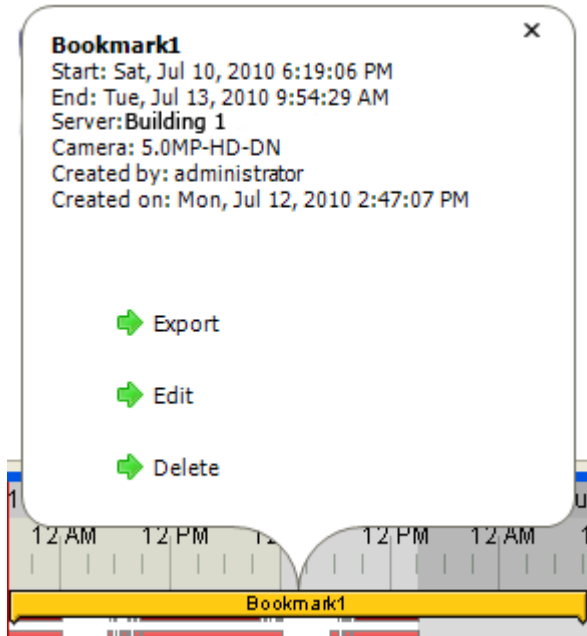 Bookmark1
Start: Sat, Jul 10, 2010 6:19:06 PM
End: Tue, Jul 13, 2010 9:54:29 AM
Server:Building 1
Camera: 5.0MP-HD-DN
Created by: administrator
Created on: Mon, Jul 12, 2010 2:47:07 PM
Export
Edit
Delete
12 AM 12 PM 12 PM 12 AM
Bookmark1